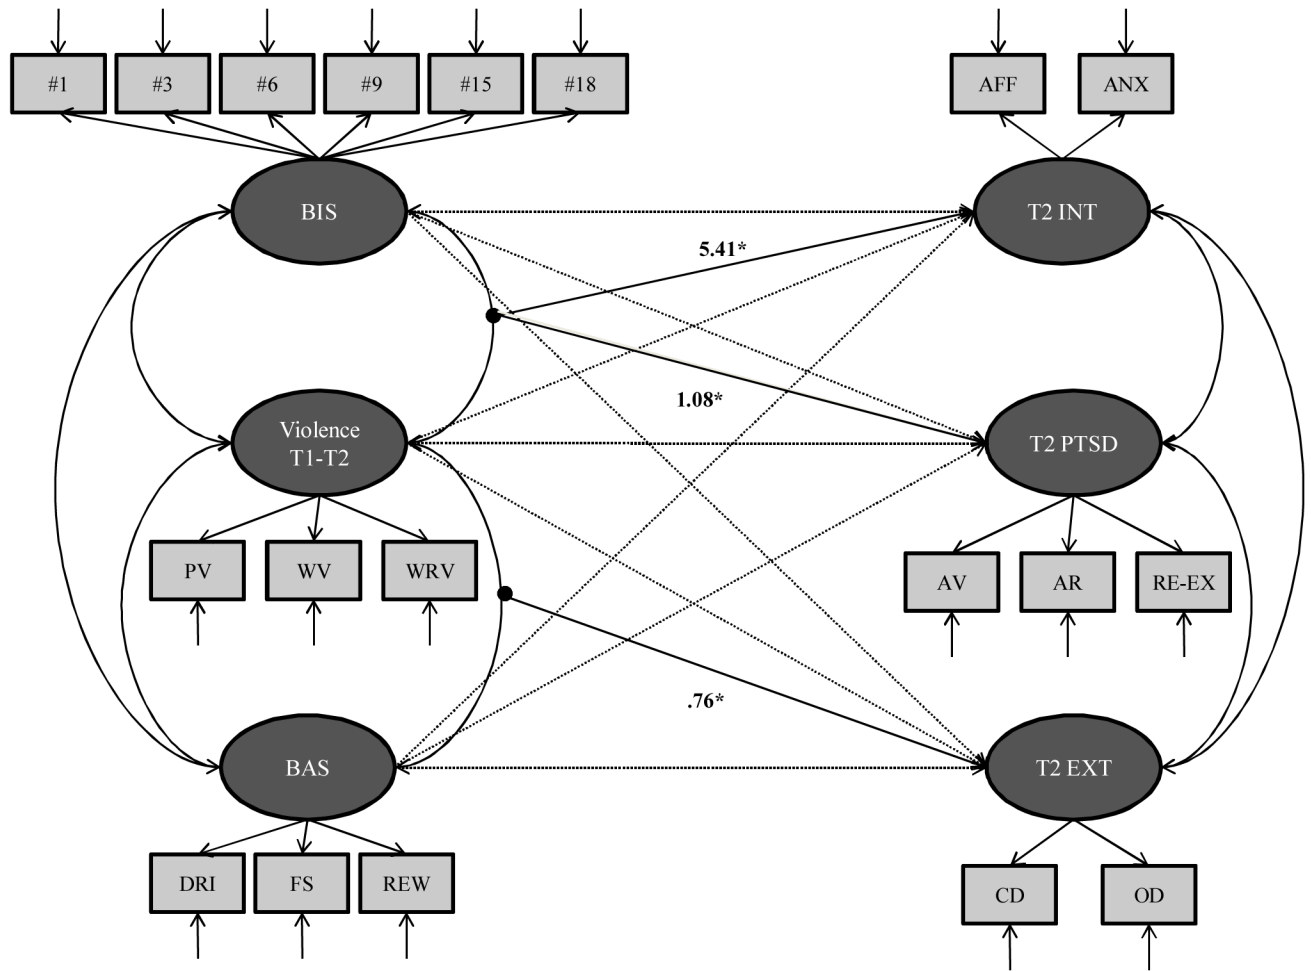 #1
#3
#6
#9
#15
#18
AFF
ANX
BIS
T2 INT
5.41*
1.08*
Violence
T1-T2
T2 PTSD
PV
WV
WRV
AV
AR
RE-EX
.76*
BAS
T2 EXT
DRI
FS
REW
CD
OD